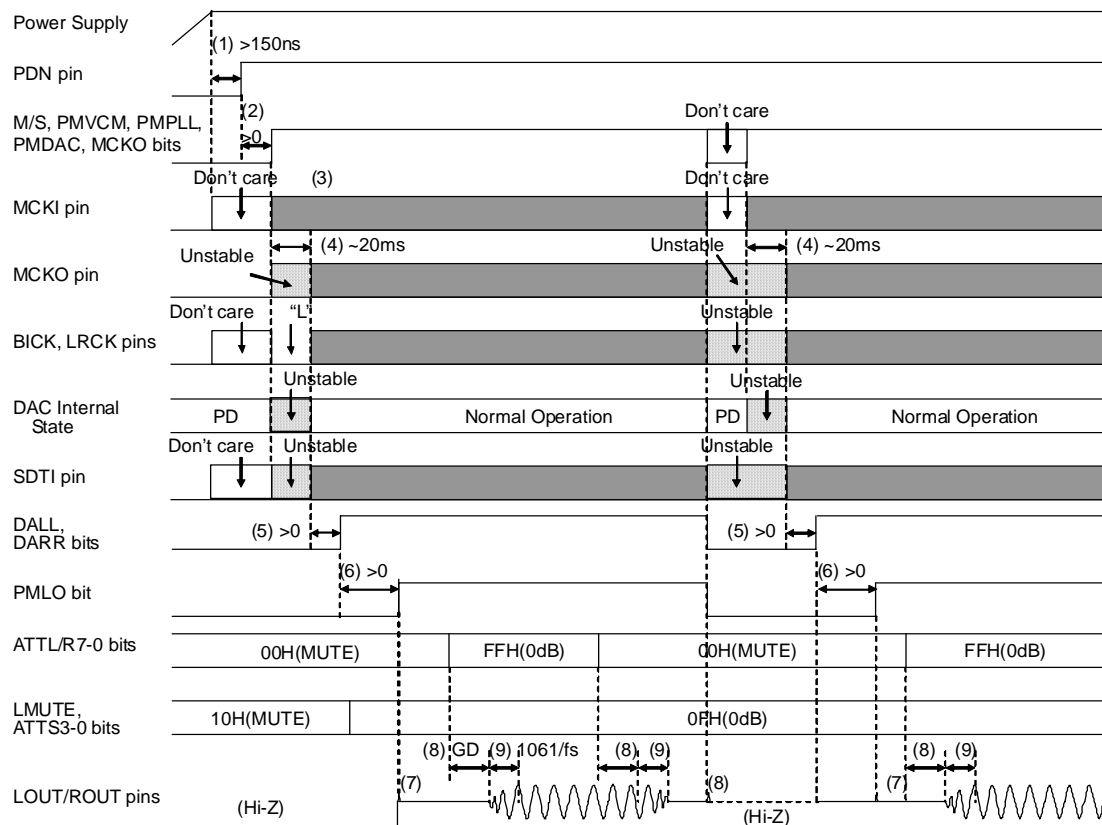 Power Supply
(1) >150ns
PDN pin
(2)
M/S, PMVCM, PMPLL,
PMDAC, MCKO bits
>0
Don't care
Don't care
(3)
Don't care
MCKI pin
(4) ~20ms
(4) ~20ms
Unstable
Unstable
MCKO pin
Don't care
"L"
Unstable
BICK, LRCK pins
Unstable
Unstable
DAC Internal
State
PD
Normal Operation
PD
Normal Operation
Don't care
Unstable
Unstable
SDTI pin
DALL,
DARR bits
(5) >0
(5) >0
(6) >0
(6) >0
PMLO bit
ATTL/R7-0 bits
00H(MUTE)
FFH(0dB)
00H(MUTE)
FFH(0dB)
LMUTE,
ATTS3-0 bits
10H(MUTE)
0FH(0dB)
(8) GD
(9) 1061/fs
(8)
(9)
(8)
(9)
(7)
(8)
(7)
LOUT/ROUT pins
(Hi-Z)
(Hi-Z)